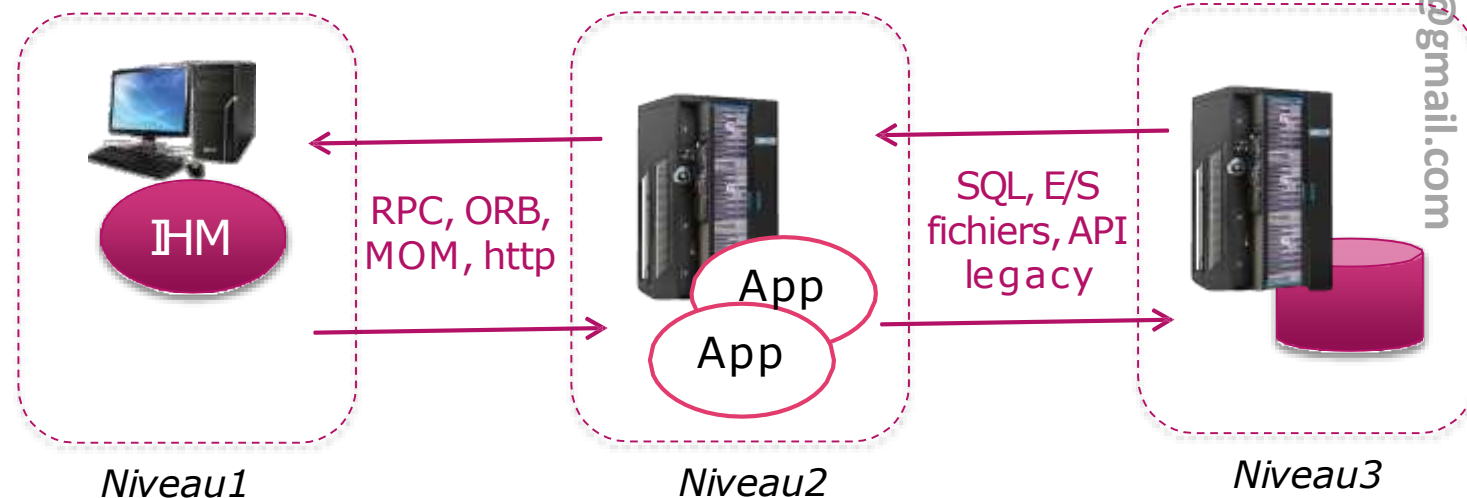 @gmail.com
IHM
RPC, ORB,
MOM, http
App
App
SQL, E/S
fichiers, API
legacy
Niveau1
Niveau2
Niveau3